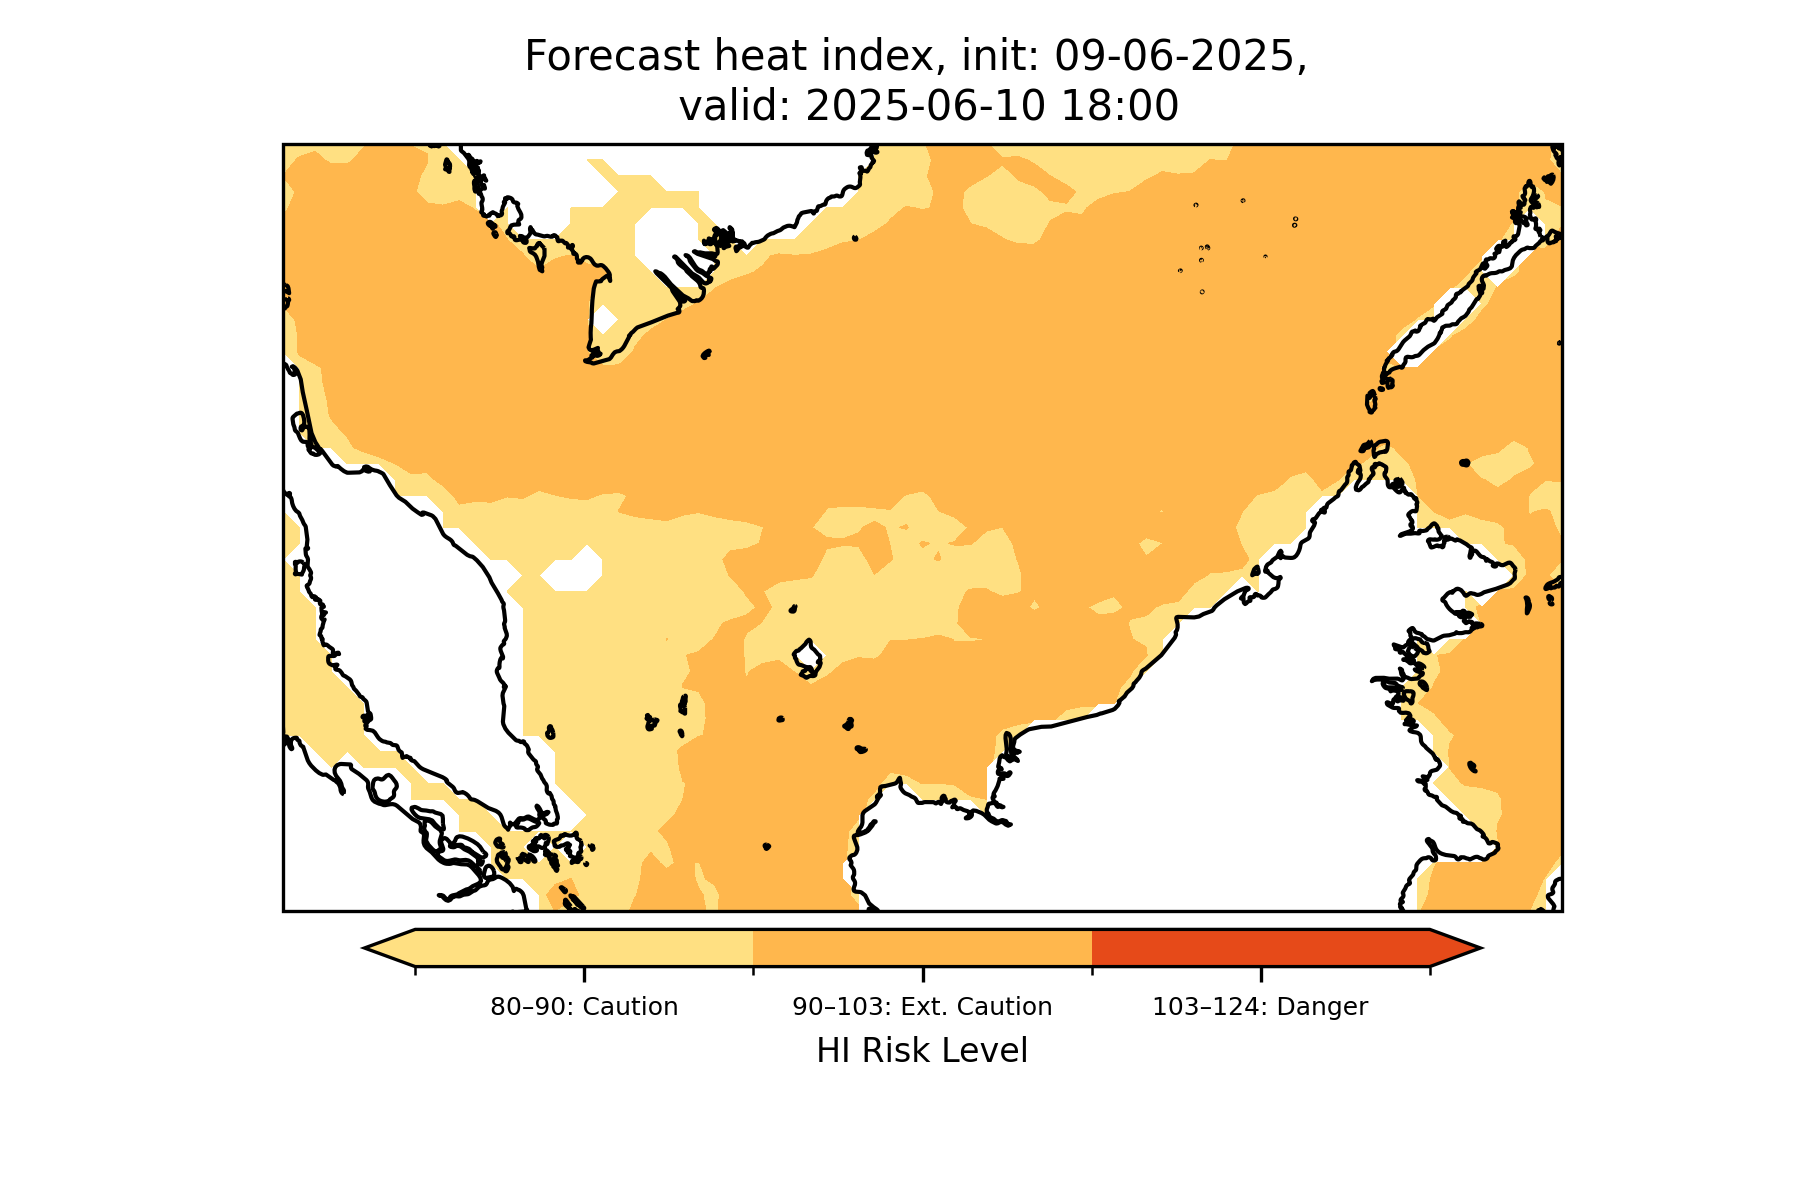 Forecast heat index, init: 09-06-2025,
valid: 2025-06-10 18:00
80–90: Caution
90–103: Ext. Caution
103–124: Danger
HI Risk Level